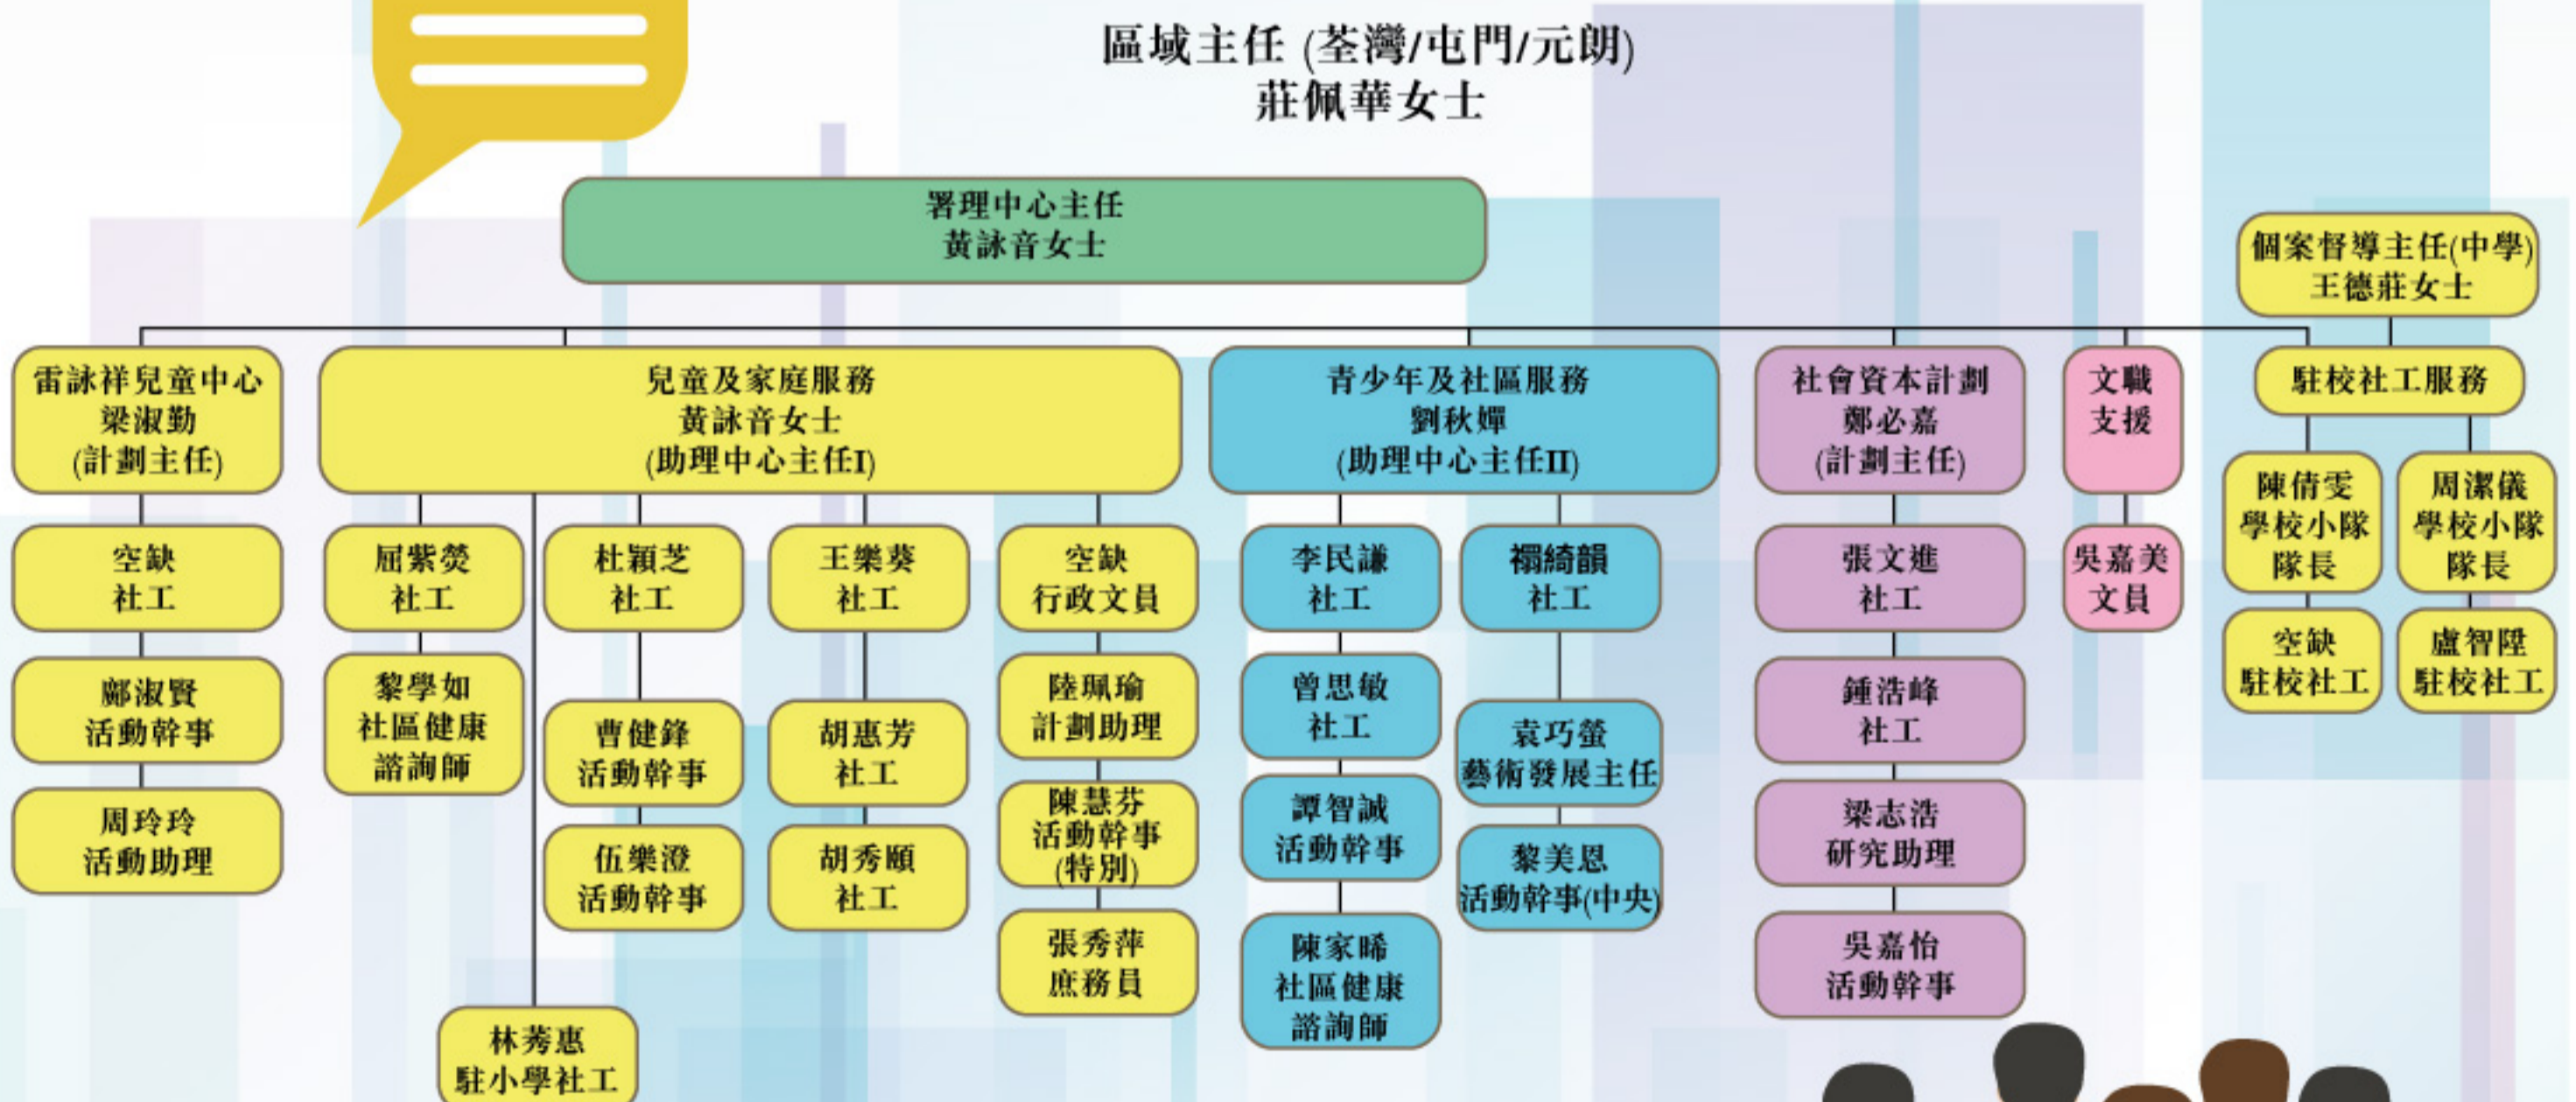 區域主任 (荃灣/屯門/元朗)
莊佩華女士
署理中心主任
黃詠音女士
個案督導主任(中學)
王德莊女士
雷詠祥兒童中心
梁淑勤
(計劃主任)
空缺
社工
鄺淑賢
活動幹事
周玲玲
活動助理
兒童及家庭服務
黃詠音女士
(助理中心主任I)
屈紫熒
社工
黎學如
社區健康
諮詢師
林莠惠
駐小學社工
杜穎芝
社工
曹健鋒
活動幹事
伍樂澄
活動幹事
王樂葵
社工
胡惠芳
社工
胡秀頤
社工
空缺
行政文員
陸珮瑜
計劃助理
陳慧芬
活動幹事
(特別)
張秀萍
庶務員
青少年及社區服務
劉秋嬋
(助理中心主任II)
李民謙
社工
曾思敏
社工
譚智誠
活動幹事
陳家晞
社區健康
諮詢師
禤綺韻
社工
袁巧螢
藝術發展主任
黎美恩
活動幹事(中央)
社會資本計劃
鄭必嘉
(計劃主任)
張文進
社工
鍾浩峰
社工
梁志浩
研究助理
吳嘉怡
活動幹事
文職
支援
吳嘉美
文員
駐校社工服務
陳倩雯
學校小隊
隊長
空缺
駐校社工
周潔儀
學校小隊
隊長
盧智陞
駐校社工